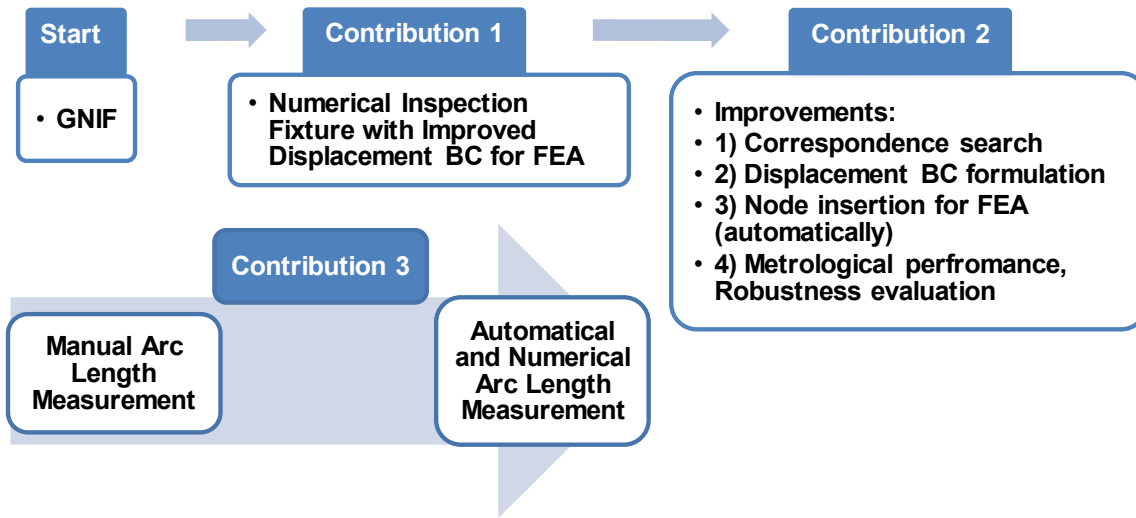 Start
• GNIF
Contribution 1
• Numerical Inspection
Fixture with Improved
Displacement BC for FEA
Contribution 2
• Improvements:
• 1) Correspondence search
• 2) Displacement BC formulation
• 3) Node insertion for FEA
(automatically)
• 4) Metrological perfromance,
Robustness evaluation
Contribution 3
Manual Arc
Length
Measurement
Automatical
and Numerical
Arc Length
Measurement